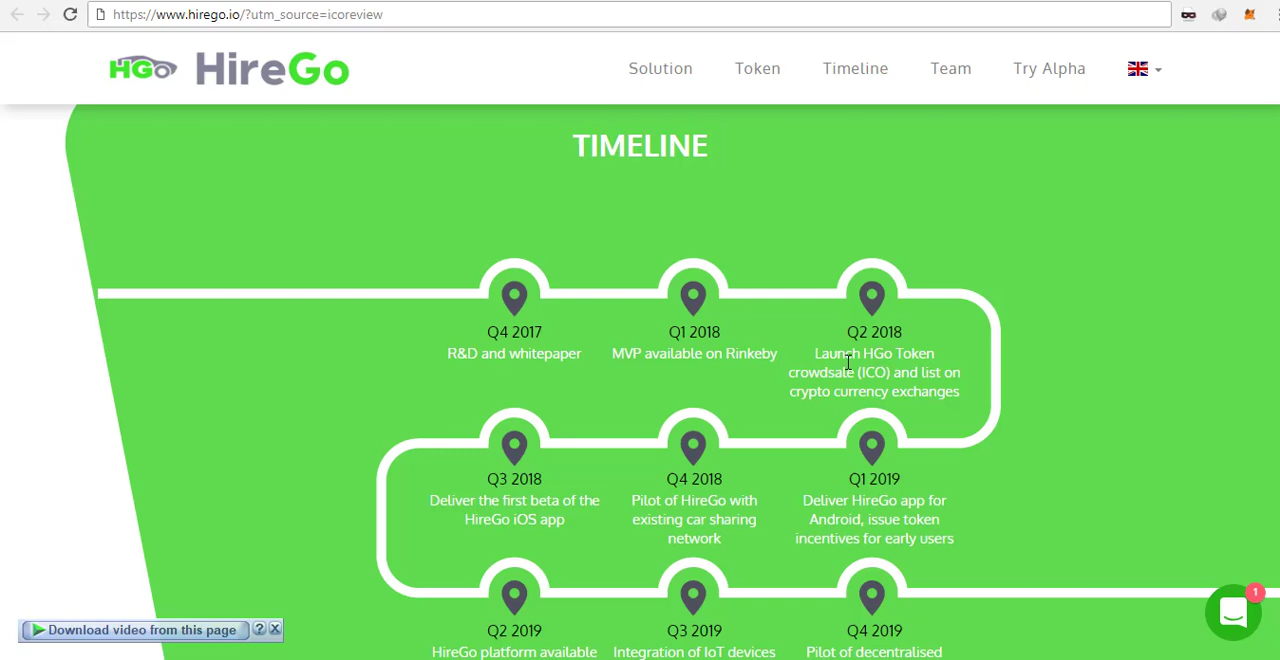 https://www.hirego.io/?utm_source=icoreview
HGo HireGo Solution Token Timeline Team Try Alpha
TIMELINE
Q4 2017
R&D and whitepaper
Q1 2018
MVP available on Rinkeby
Q2 2018
Launch HGo Token
crowdsale (ICO) and list on
crypto currency exchanges
Q3 2018
Deliver the first beta of the
HireGo iOS app
Q4 2018
Pilot of HireGo with
existing car sharing
network
Q1 2019
Deliver HireGo app for
Android, issue token
incentives for early users
Q2 2019
HireGo platform available
Q3 2019
Integration of IoT devices
Q4 2019
Pilot of decentralised
Download video from this page ? X
1